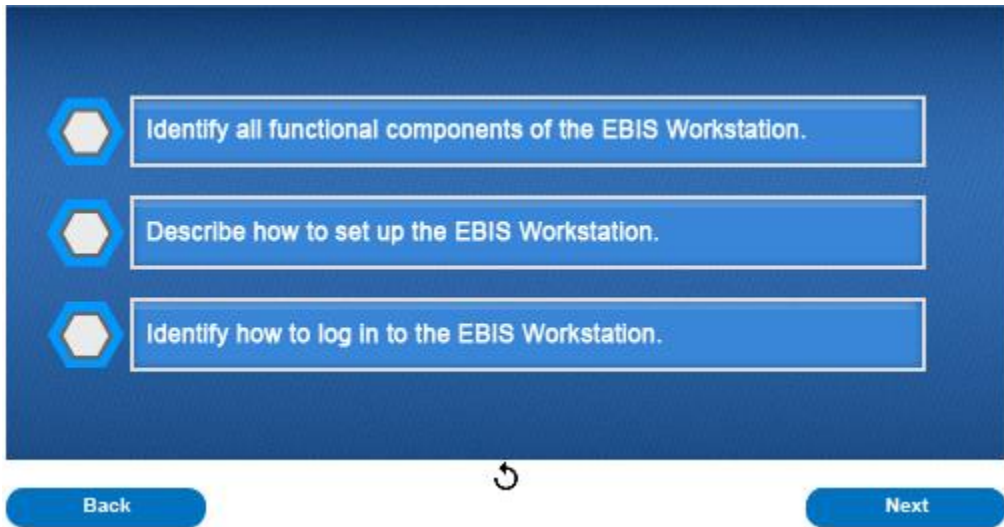 Identify all functional components of the EBIS Workstation.
Describe how to set up the EBIS Workstation.
Identify how to log in to the EBIS Workstation.
Back
Next